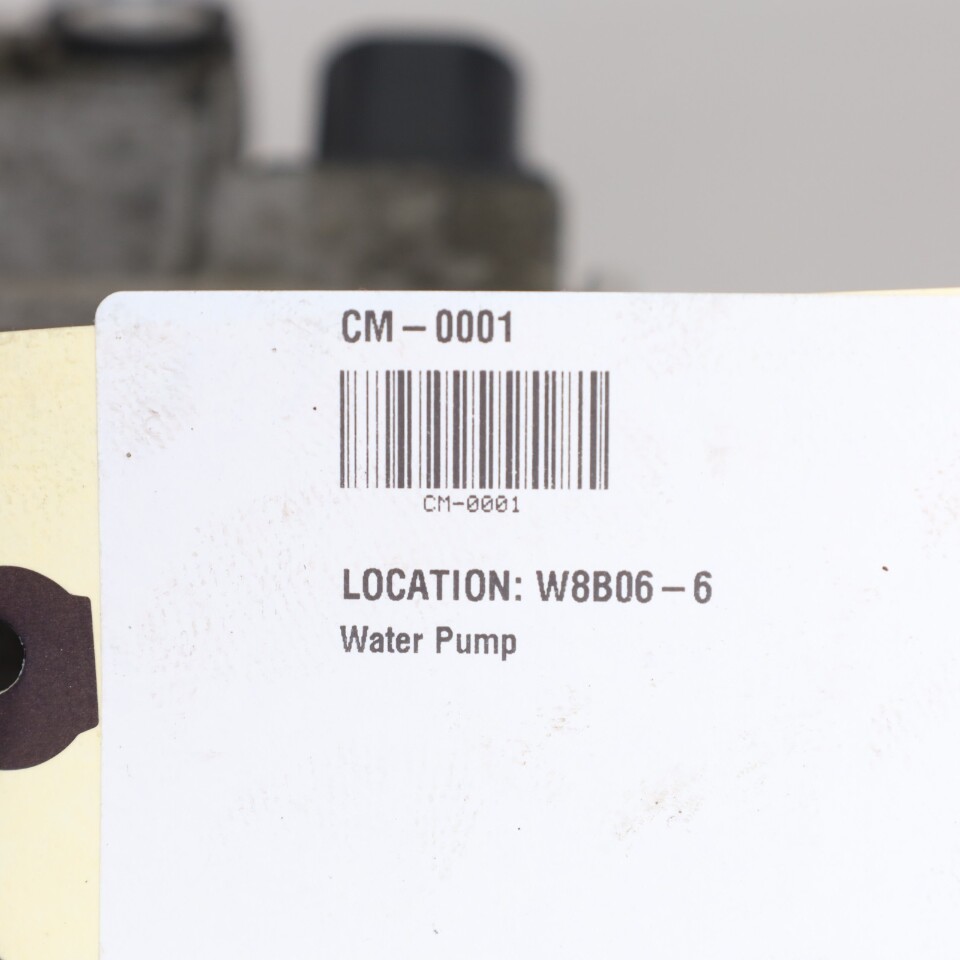 CM-0001
CM-0001
LOCATION: W8B06-6
Water Pump